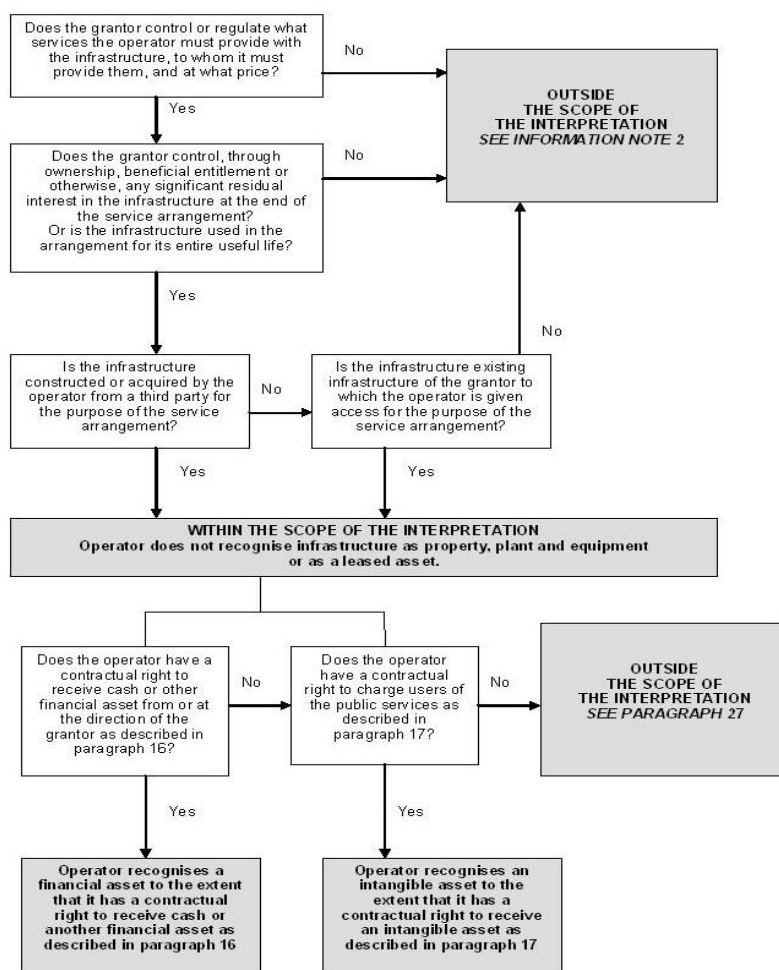 Does the grantor control or regulate what
services the operator must provide with
the infrastructure, to whom it must
provide them, and at what price?
No
OUTSIDE
THE SCOPE OF
THE INTERPRETATION
SEE INFORMATION NOTE 2
Yes
Does the grantor control, through
ownership, beneficial entitlement or
otherwise, any significant residual
interest in the infrastructure at the end
of the service arrangement?
Or is the infrastructure used in the
arrangement for its entire useful life?
No
Yes
No
Is the infrastructure
constructed or acquired by the
operator from a third party for
the purpose of the service
arrangement?
No
Is the infrastructure existing
infrastructure of the grantor to
which the operator is given
access for the purpose of the
service arrangement?
Yes
Yes
WITHIN THE SCOPE OF THE INTERPRETATION
Operator does not recognise infrastructure as property, plant and equipment
or as a leased asset.
Does the operator have a
contractual right to
receive cash or other
financial asset from or at
the direction of the
grantor as described in
paragraph 16?
No
Does the operator
have a contractual
right to charge users of
the public services as
described in
paragraph 17?
No
OUTSIDE
THE SCOPE OF
THE INTERPRETATION
SEE PARAGRAPH 27
Yes
Yes
Operator recognises a
financial asset to the extent
that it has a contractual
right to receive cash or
another financial asset as
described in paragraph 16
Operator recognises an
intangible asset to the
extent that it has a
contractual right to receive
an intangible asset as
described in paragraph 17